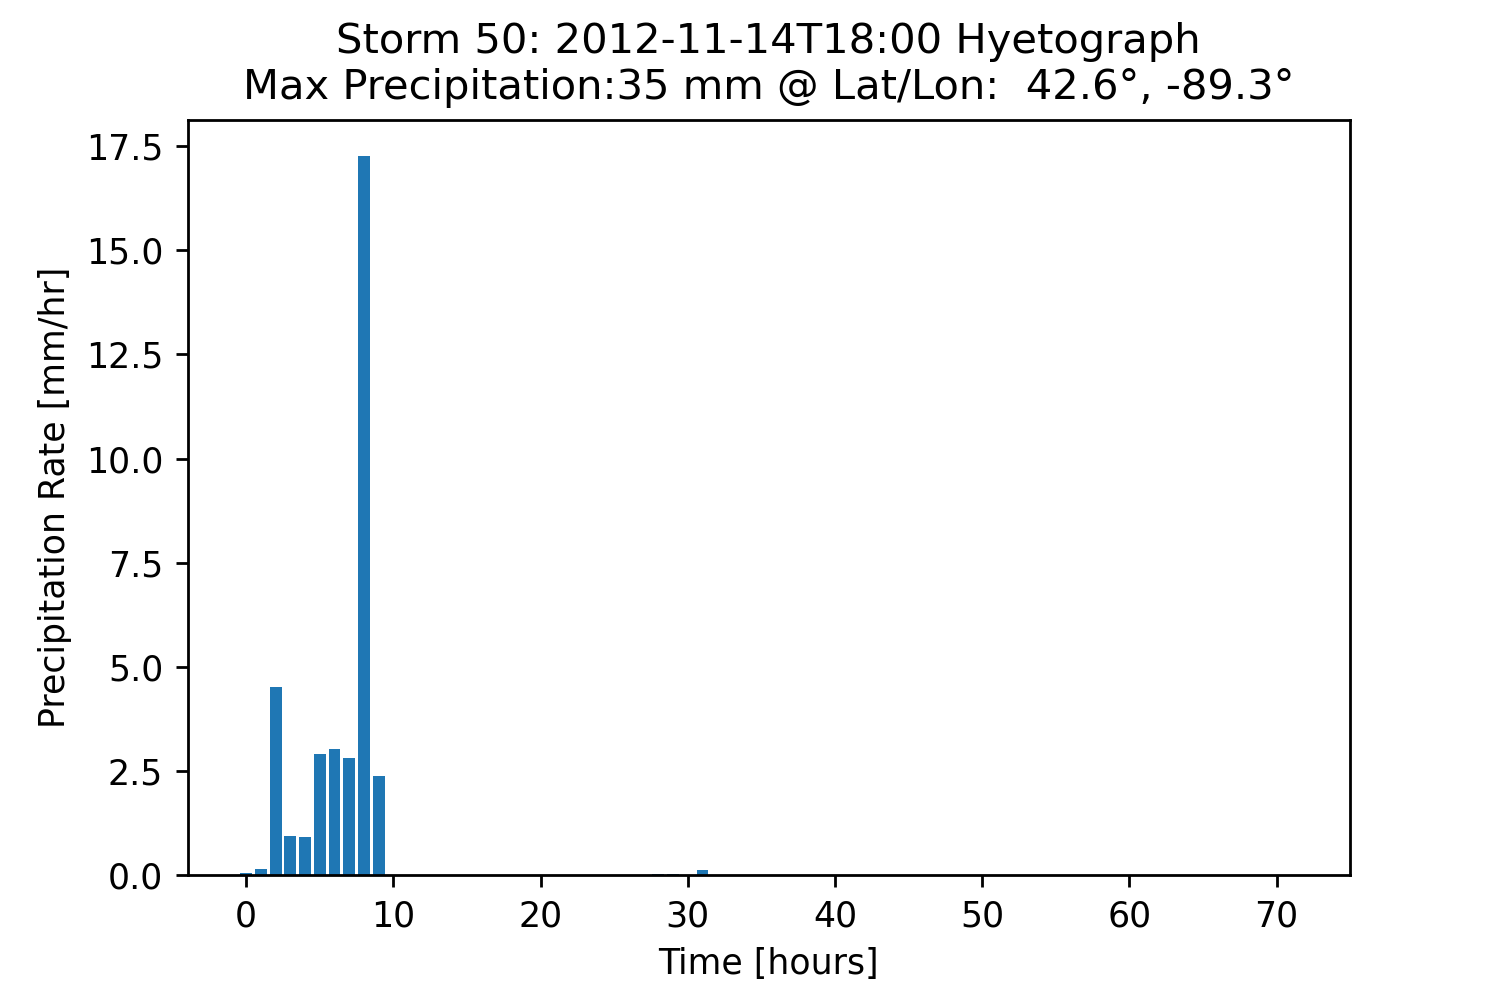 Storm 50: 2012-11-14T18:00 Hyetograph
Max Precipitation:35 mm @ Lat/Lon:  42.6°, -89.3°
17.5
15.0
12.5
10.0
7.5
5.0
2.5
0.0
Precipitation Rate [mm/hr]
0 10 20 30 40 50 60 70
Time [hours]